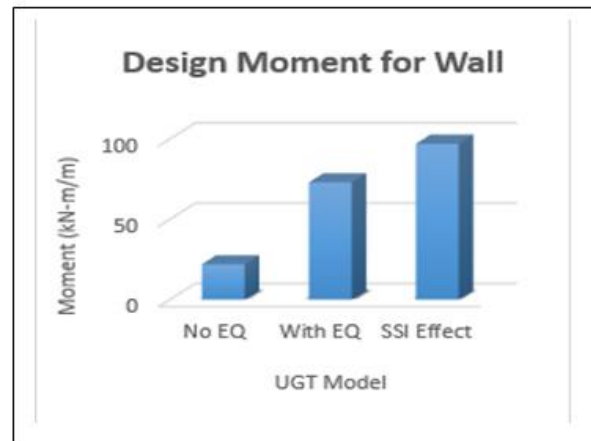 Design Moment for Wall
Moment (kN-m/m)
100
50
0
No EQ With EQ SSI Effect
UGT Model